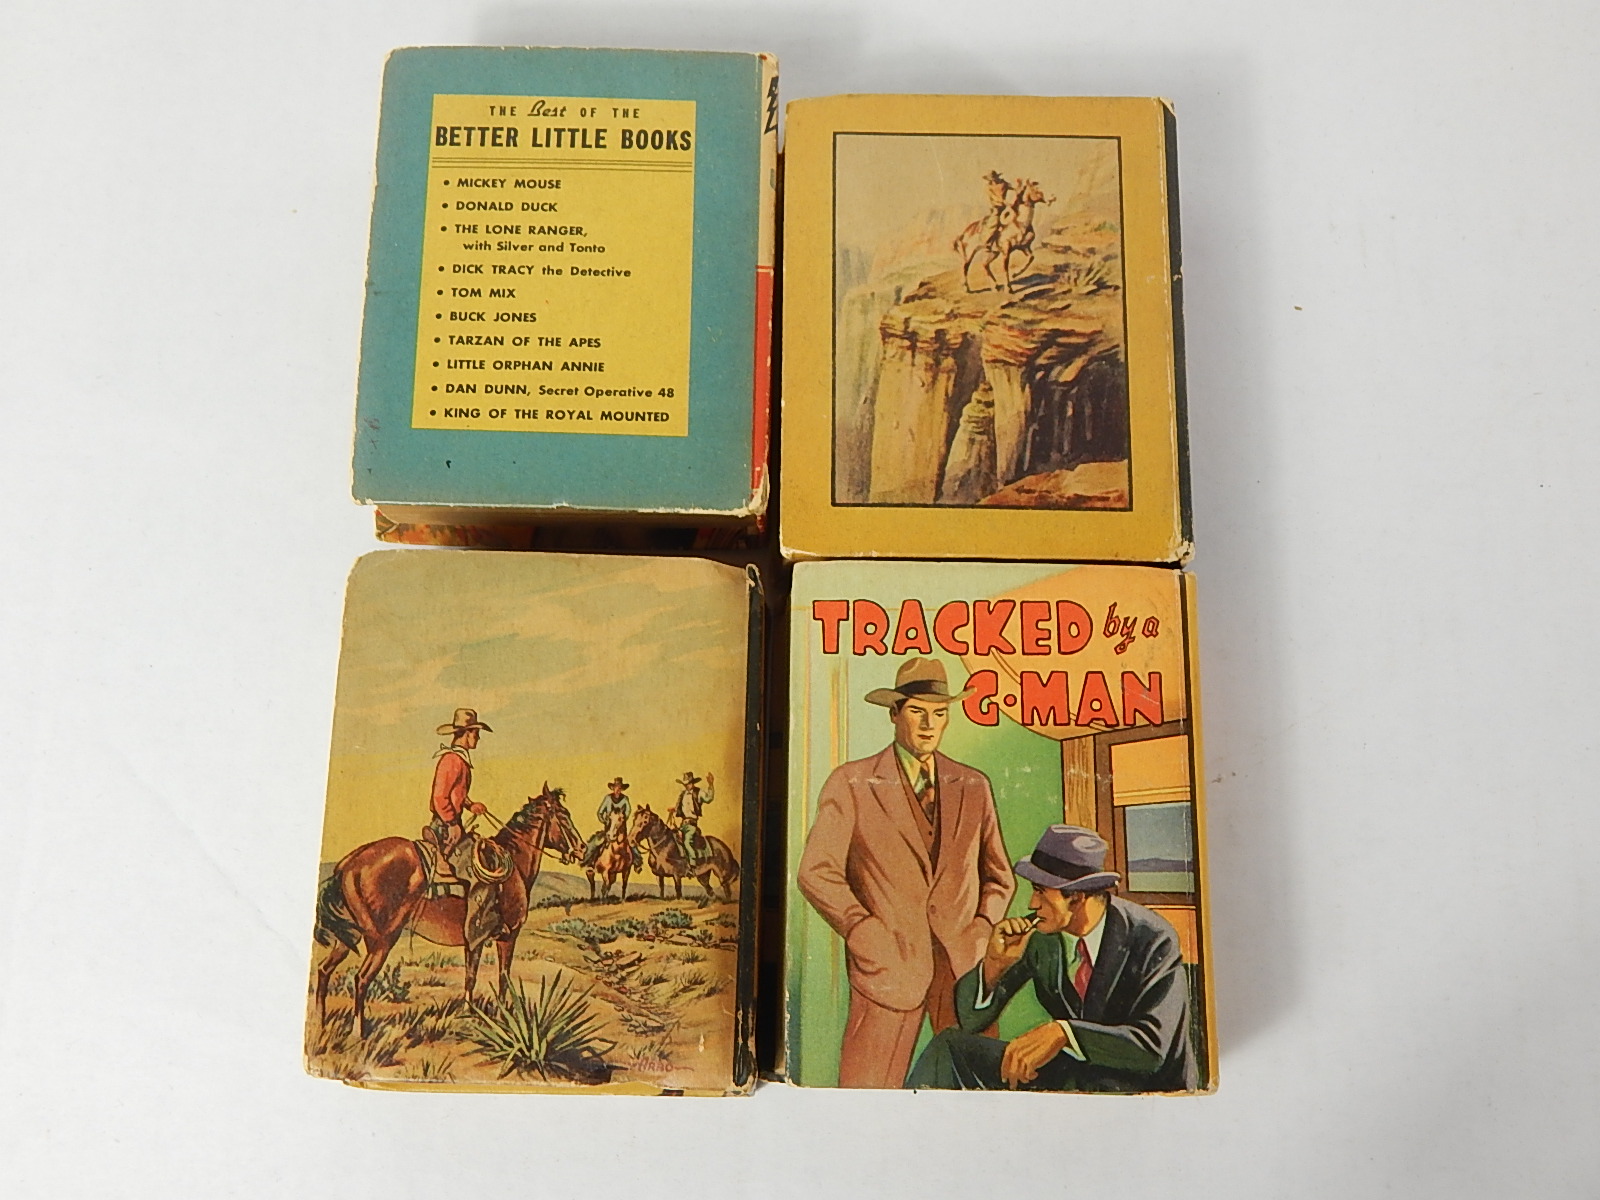 THE Best OF THE
BETTER LITTLE BOOKS
• MICKEY MOUSE
• DONALD DUCK
• THE LONE RANGER,
with Silver and Tonto
• DICK TRACY the Detective
• TOM MIX
• BUCK JONES
• TARZAN OF THE APES
• LITTLE ORPHAN ANNIE
• DAN DUNN, Secret Operative 48
• KING OF THE ROYAL MOUNTED
TRACKED by a
G·MAN